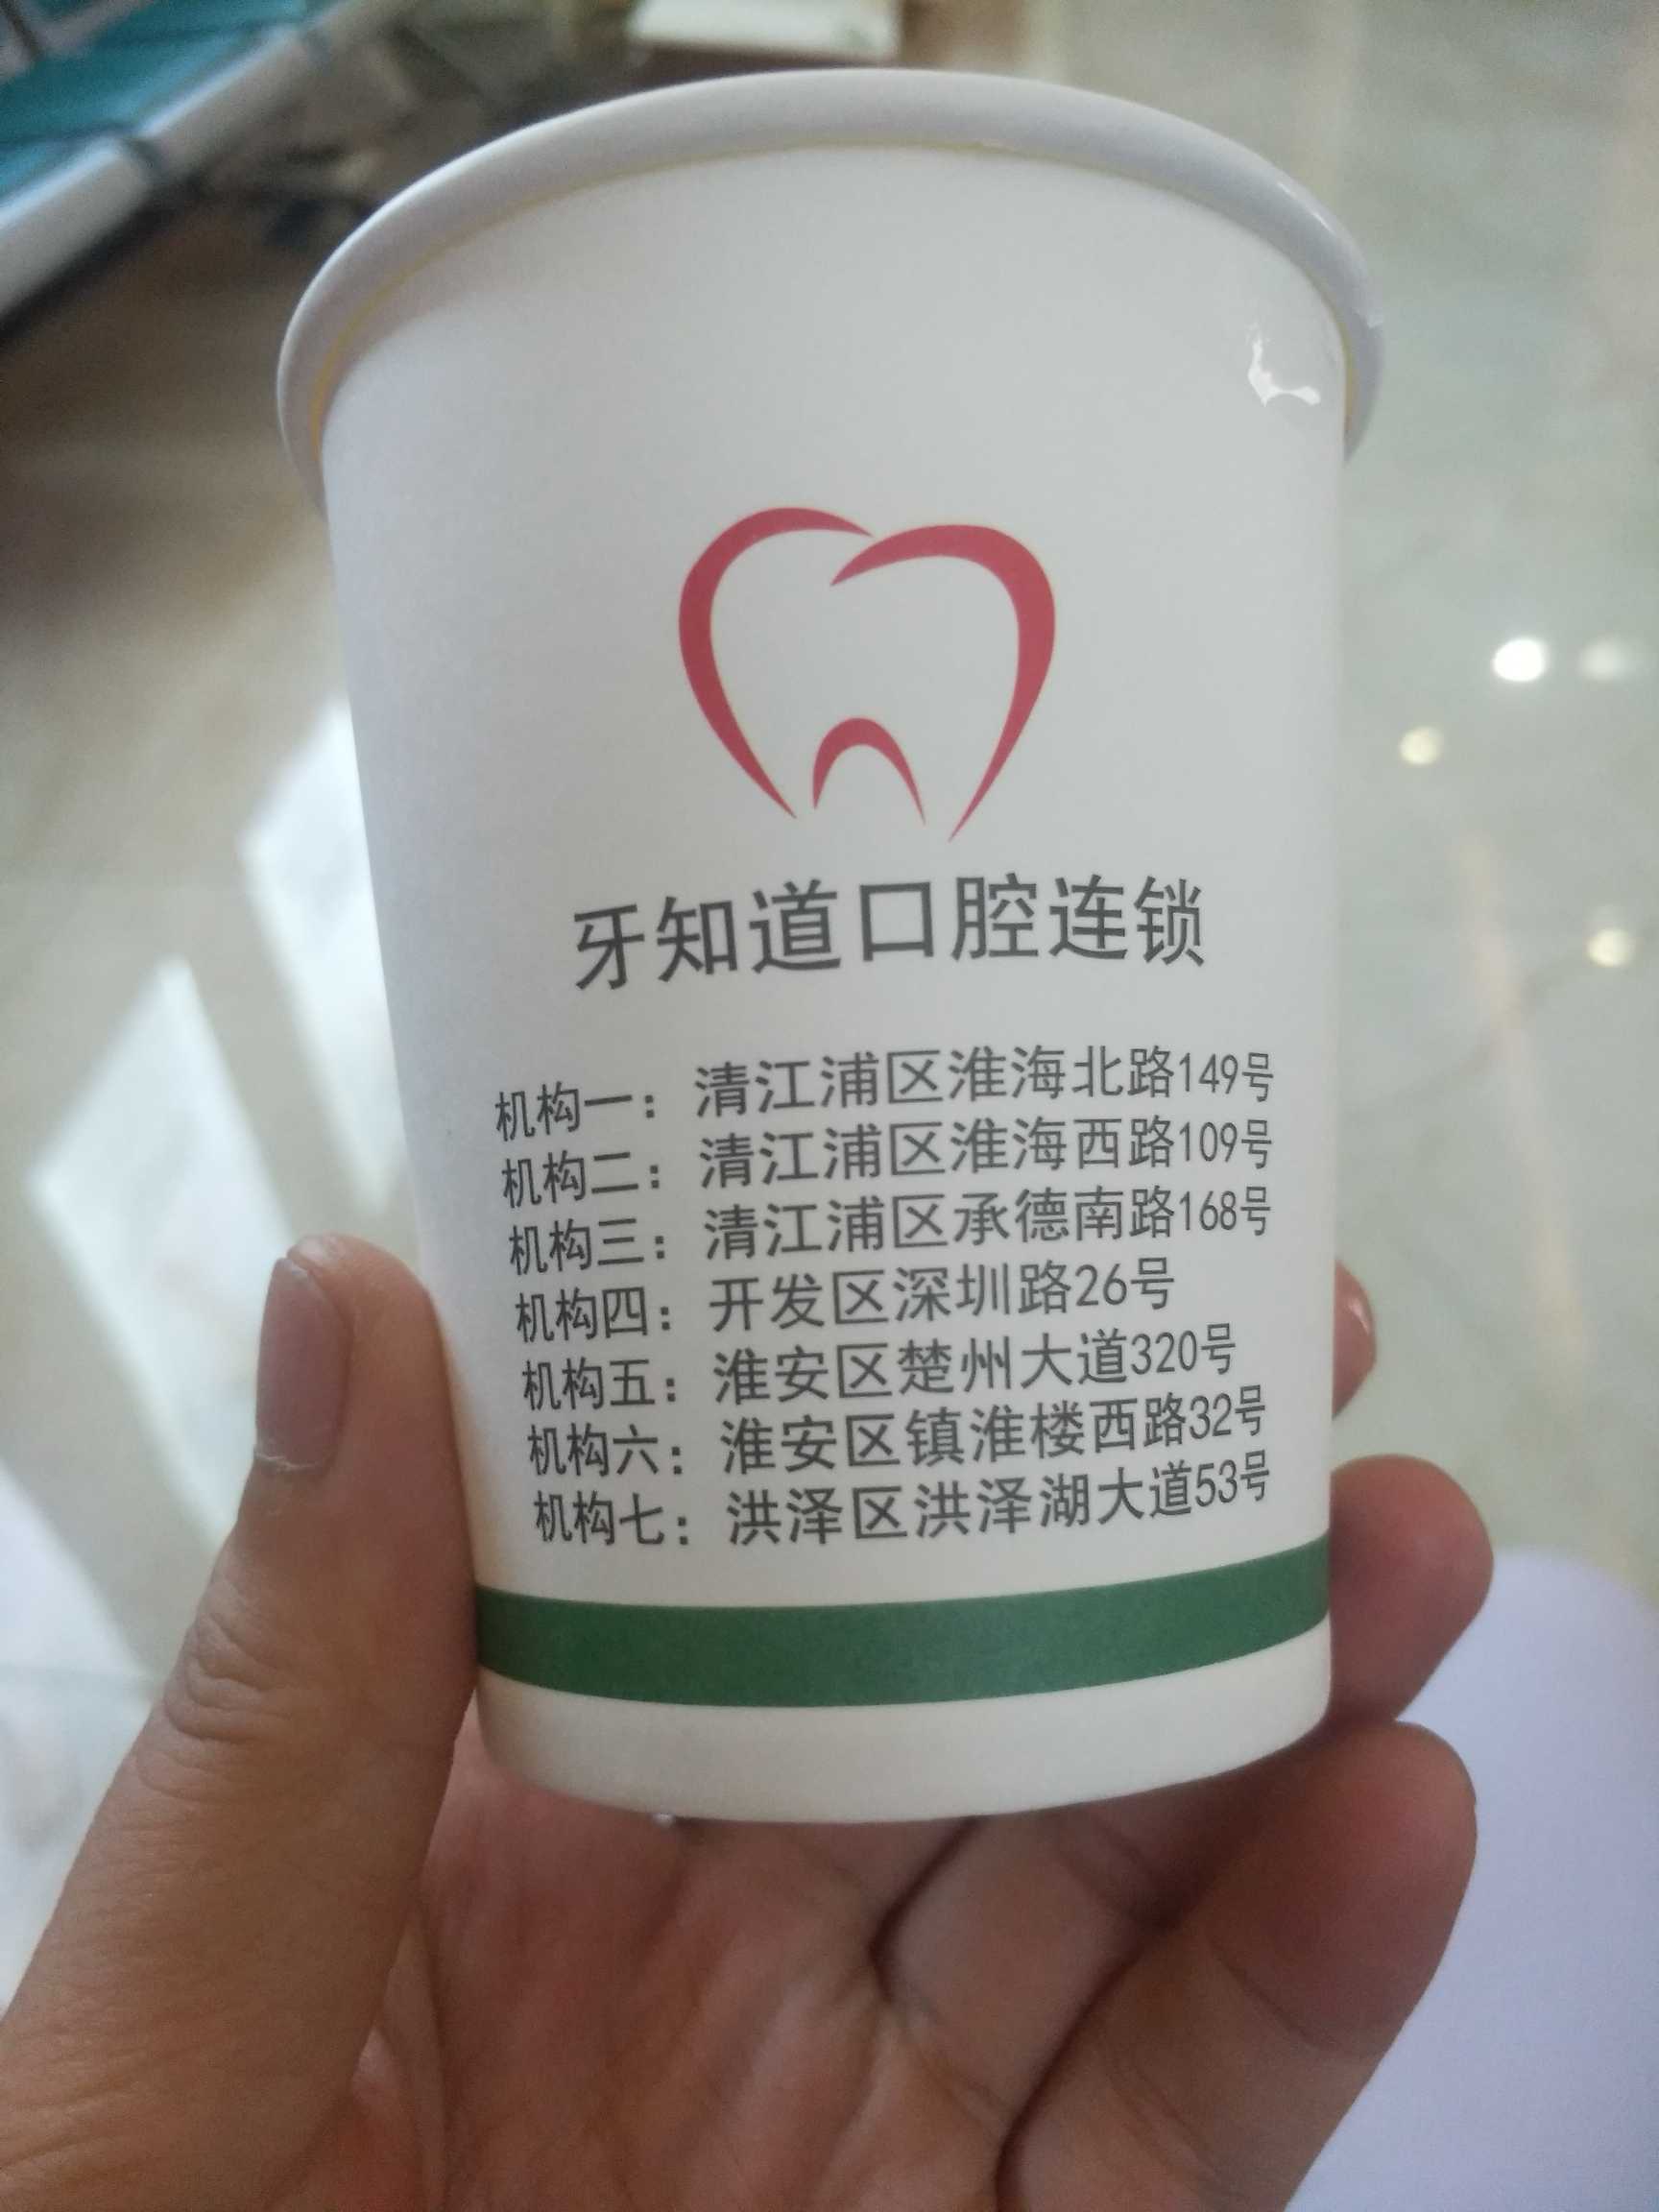 牙知道口腔连锁
机构一：清江浦区淮海北路149号
机构二：清江浦区淮海西路109号
机构三：清江浦区承德南路168号
机构四：开发区深圳路26号
机构五：淮安区楚州大道320号
机构六：淮安区镇淮楼西路32号
机构七：洪泽区洪泽湖大道53号